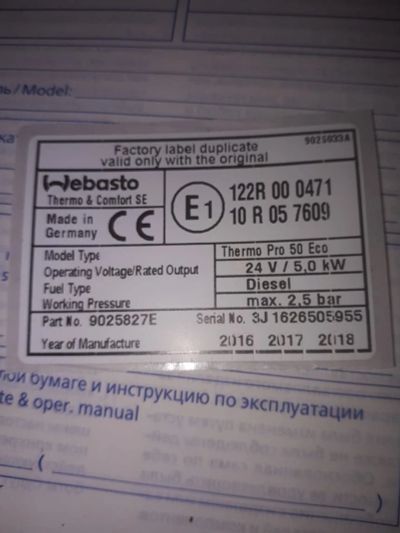 ль / Model:
Factory label duplicate
valid only with the original
9025033A
Webasto
Thermo & Comfort SE
Made in
Germany
CE
E1
122R 00 0471
10 R 05 7609
Model Type Thermo Pro 50 Eco
Operating Voltage/Rated Output 24 V / 5,0 kW
Fuel Type Diesel
Working Pressure max. 2,5 bar
Part No. 9025827E Serial No. 3J 1626505955
Year of Manufacture 2016 2017 2018
бумаге и инструкцию по эксплуатации
te & oper. manual
( )